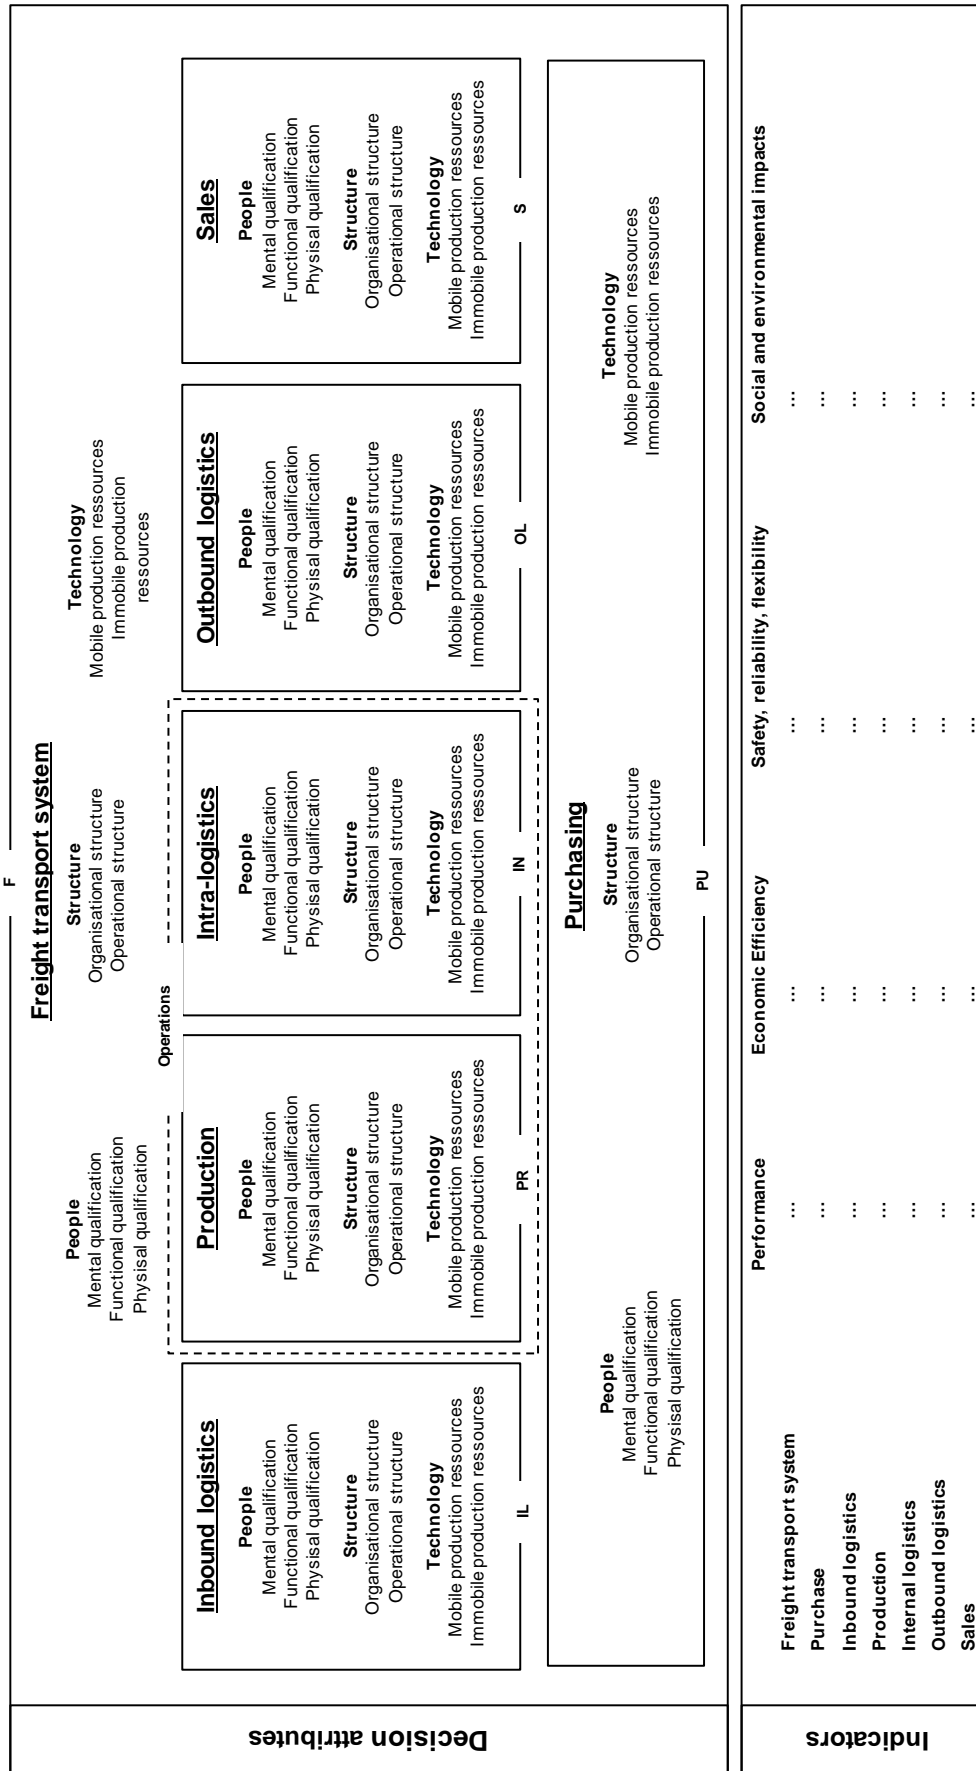 Decision attributes
F
Freight transport system
People
Mental qualification
Functional qualification
Physisal qualification
Structure
Organisational structure
Operational structure
Technology
Mobile production ressources
Immobile production
ressources
Operations
Inbound logistics
People
Mental qualification
Functional qualification
Physisal qualification
Structure
Organisational structure
Operational structure
Technology
Mobile production ressources
Immobile production ressources
IL
Production
People
Mental qualification
Functional qualification
Physisal qualification
Structure
Organisational structure
Operational structure
Technology
Mobile production ressources
Immobile production ressources
PR
Intra-logistics
People
Mental qualification
Functional qualification
Physisal qualification
Structure
Organisational structure
Operational structure
Technology
Mobile production ressources
Immobile production ressources
IN
Outbound logistics
People
Mental qualification
Functional qualification
Physisal qualification
Structure
Organisational structure
Operational structure
Technology
Mobile production ressources
Immobile production ressources
OL
Sales
People
Mental qualification
Functional qualification
Physisal qualification
Structure
Organisational structure
Operational structure
Technology
Mobile production ressources
Immobile production ressources
S
Purchasing
People
Mental qualification
Functional qualification
Physisal qualification
Structure
Organisational structure
Operational structure
Technology
Mobile production ressources
Immobile production ressources
PU
Indicators
Performance Economic Efficiency Safety, reliability, flexibility Social and environmental impacts
Freight transport system ... ... ... ...
Purchase ... ... ... ...
Inbound logistics ... ... ... ...
Production ... ... ... ...
Internal logistics ... ... ... ...
Outbound logistics ... ... ... ...
Sales ... ... ... ...